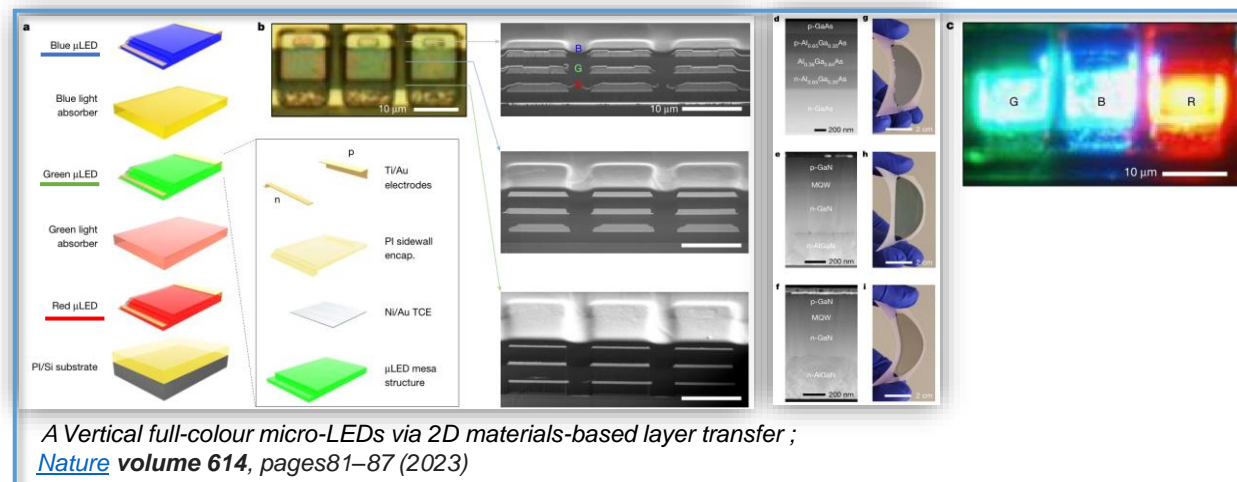 a
Blue µLED
Blue light
absorber
Green µLED
Green light
absorber
Red µLED
PI/Si substrate
p
n
Ti/Au
electrodes
PI sidewall
encap.
Ni/Au TCE
µLED mesa
structure
b
10 µm
B
G
10 µm
d
p-GaAs
n-GaAs
200 nm
g
2 cm
e
p-GaN
MQW
n-GaN
n-AlGaN
200 nm
h
2 cm
f
p-GaN
MQW
n-GaN
n-AlGaN
200 nm
i
2 cm
c
G
B
R
10 µm
A Vertical full-colour micro-LEDs via 2D materials-based layer transfer ;
Nature volume 614, pages81–87 (2023)